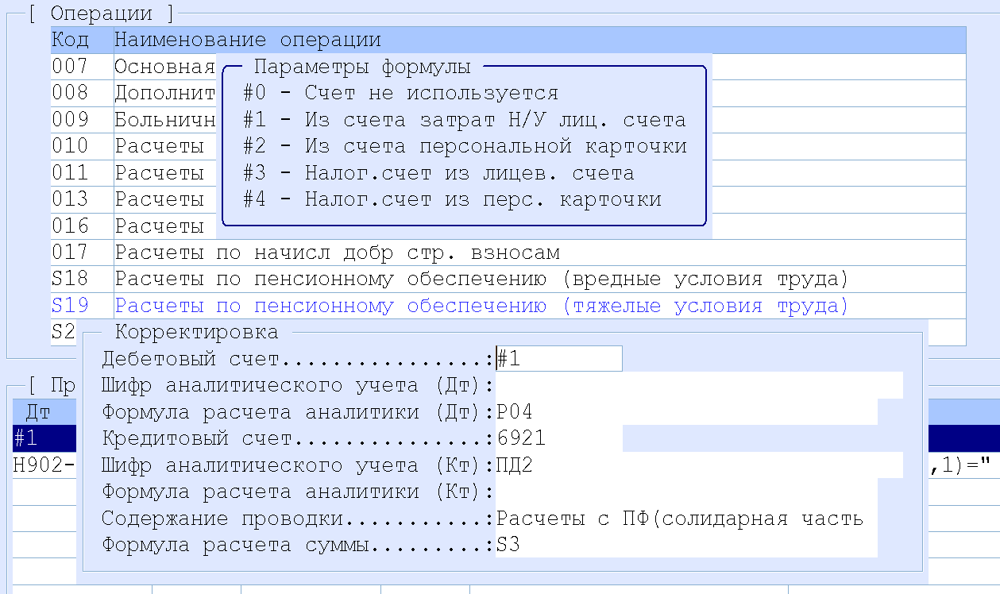 [ Операции ]
Код Наименование операции
007 Основная
008 Дополнит
009 Больничн
010 Расчеты
011 Расчеты
013 Расчеты
016 Расчеты
Параметры формулы
#0 - Счет не используется
#1 - Из счета затрат Н/У лиц. счета
#2 - Из счета персональной карточки
#3 - Налог.счет из лицев. счета
#4 - Налог.счет из перс. карточки
017 Расчеты по начисл добр стр. взносам
S18 Расчеты по пенсионному обеспечению (вредные условия труда)
S19 Расчеты по пенсионному обеспечению (тяжелые условия труда)
S2
[ Пр
Дт
#1
Н902-
,1)="
Корректировка
Дебетовый счет................:#1
Шифр аналитического учета (Дт):
Формула расчета аналитики (Дт):Р04
Кредитовый счет...............:6921
Шифр аналитического учета (Кт):ПД2
Формула расчета аналитики (Кт):
Содержание проводки...........:Расчеты с ПФ(солидарная часть
Формула расчета суммы.........:S3